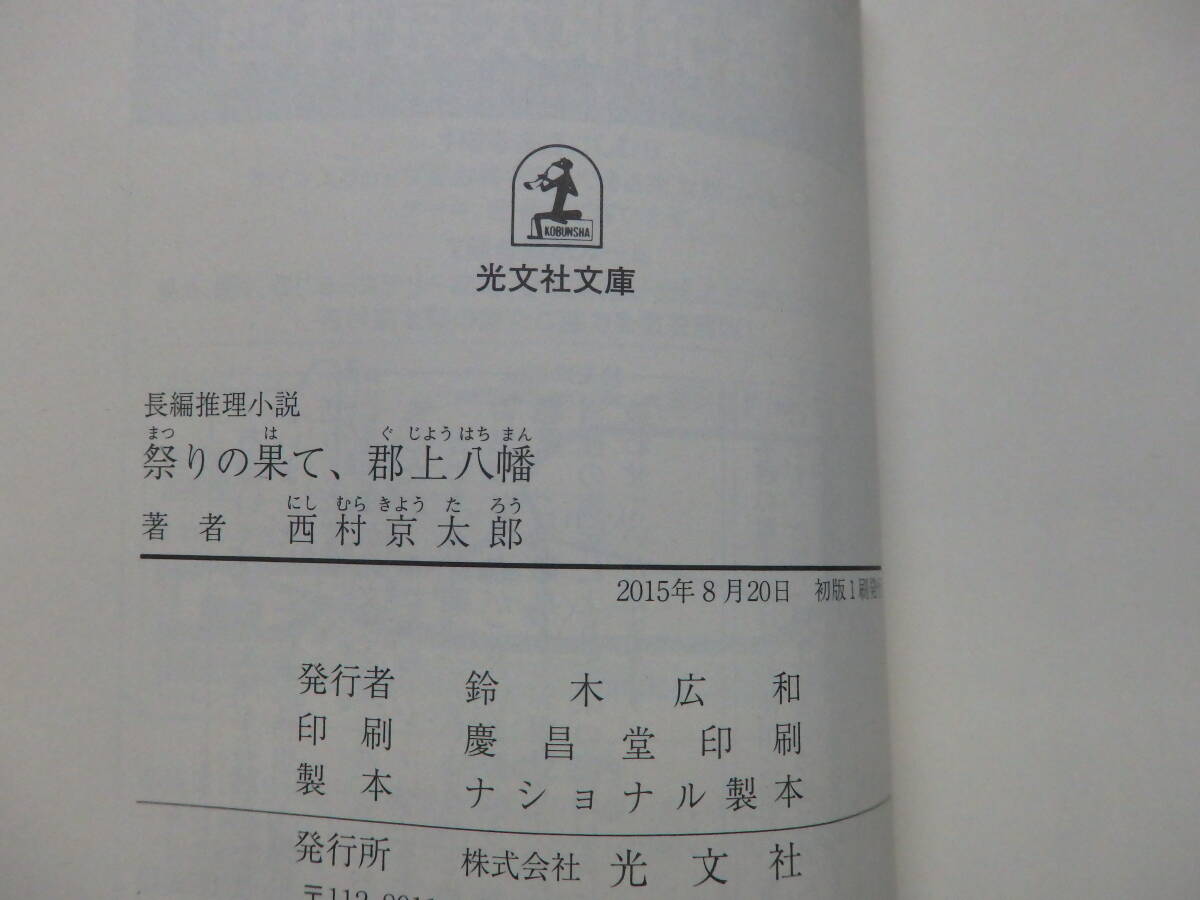 KOBUNSHA
光文社文庫
長編推理小説
まつ は ぐ じょう はち まん
祭りの果て、郡上八幡
にし むら きょう た ろう
著者 西村京太郎
2015年8月20日 初版1刷発行
発行者 鈴木広和
印刷 慶昌堂印刷
製本 ナショナル製本
発行所 株式会社 光文社